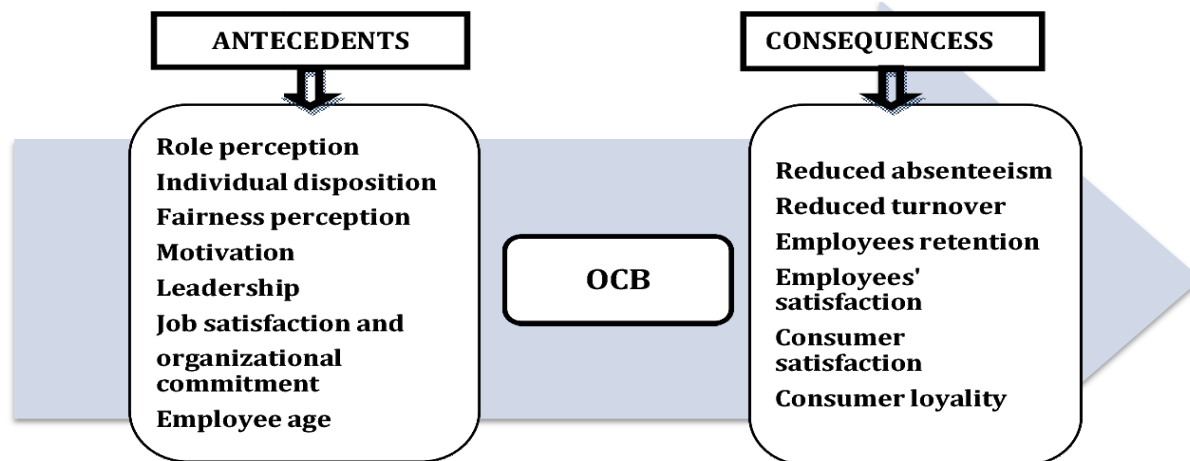 ANTECEDENTS
Role perception
Individual disposition
Fairness perception
Motivation
Leadership
Job satisfaction and
organizational
commitment
Employee age
OCB
CONSEQUENCESS
Reduced absenteeism
Reduced turnover
Employees retention
Employees'
satisfaction
Consumer
satisfaction
Consumer loyality